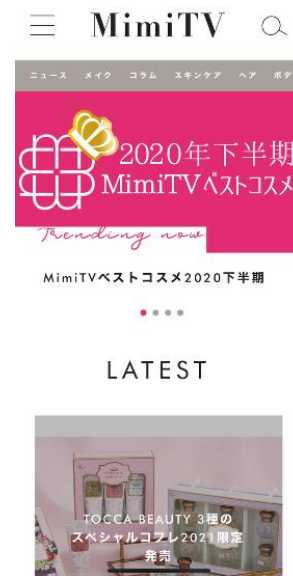 MimiTV
ニュース メイク コラム スキンケア ヘア ボデ
2020年下半期
MimiTVベストコスメ
Trending now
MimiTVベストコスメ2020下半期
LATEST
TOCCA BEAUTY 3種の
スペシャルコフレ2021限定
発売